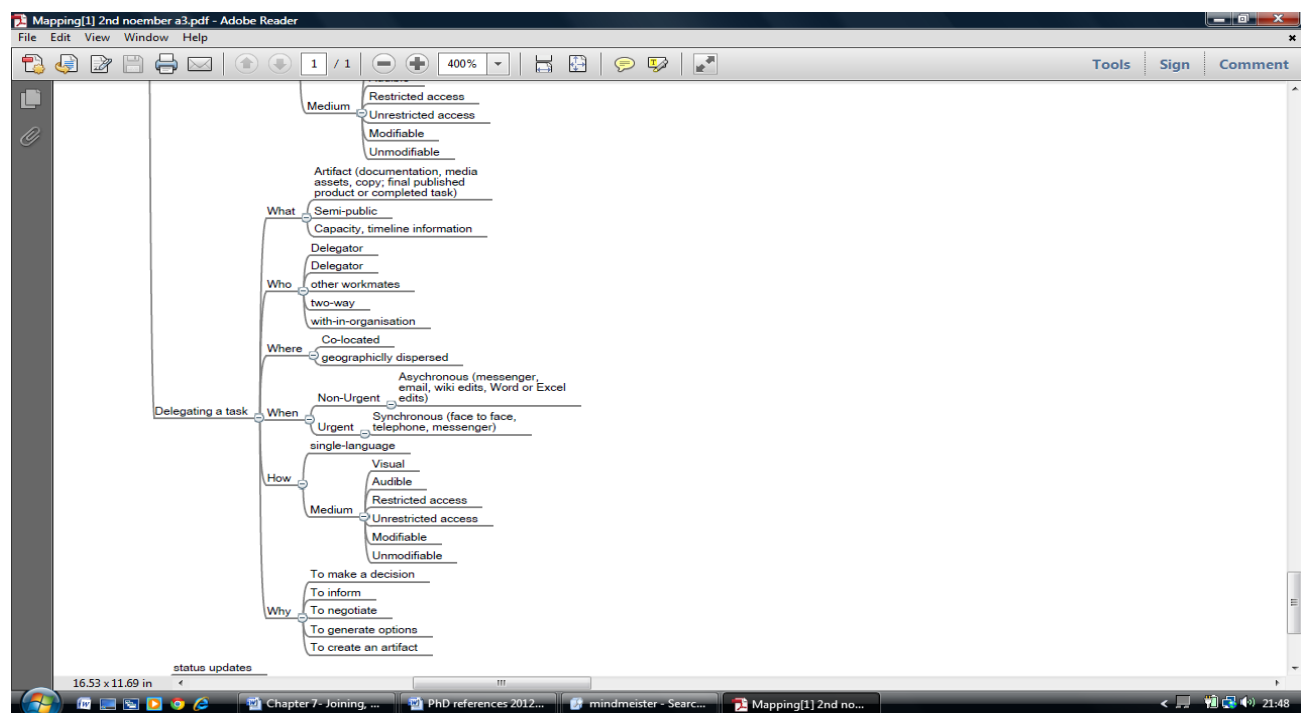 Mapping[1] 2nd noember a3.pdf - Adobe Reader
File Edit View Window Help
1 / 1 400% Tools Sign Comment
Restricted access
Medium
Unrestricted access
Modifiable
Unmodifiable
Artifact (documentation, media
assets, copy; final published
product or completed task)
What
Semi-public
Capacity, timeline information
Delegator
Delegator
Who
other workmates
two-way
with-in-organisation
Co-located
Where
geographiclly dispersed
Asychronous (messenger,
email, wiki edits, Word or Excel
edits)
Non-Urgent
Delegating a task
When
Synchronous (face to face,
telephone, messenger)
Urgent
single-language
Visual
How
Audible
Restricted access
Medium
Unrestricted access
Modifiable
Unmodifiable
To make a decision
To inform
Why
To negotiate
To generate options
To create an artifact
status updates
16.53 x 11.69 in
Chapter 7- Joining, ... PhD references 2012... mindmeister - Searc... Mapping[1] 2nd no... 21:48